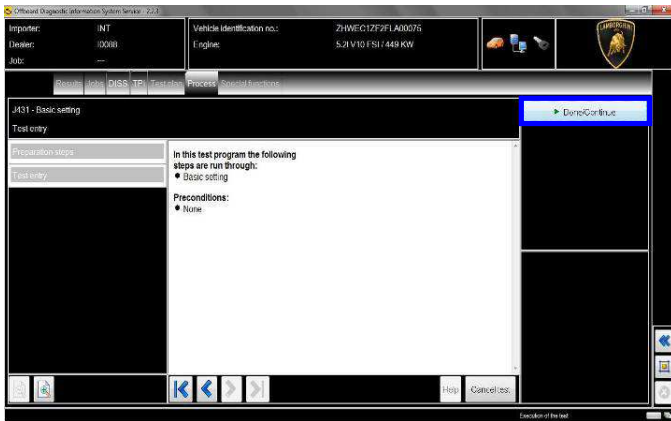 Offboard Diagnostic Information System Service - 2.2.3
Importer: INT
Dealer: 10088
Job: ---
Vehicle identification no.: ZHWEC1ZF2FLA00076
Engine: 5.2l V10 FSI / 449 KW
LAMBORGHINI
Results Jobs DISS TPI Test plan Process Special functions
J431 - Basic setting
Test entry
Done/Continue
Preparation steps
Test entry
In this test program the following
steps are run through:
Basic setting
Preconditions:
None
Help
Cancel test
Execution of the test